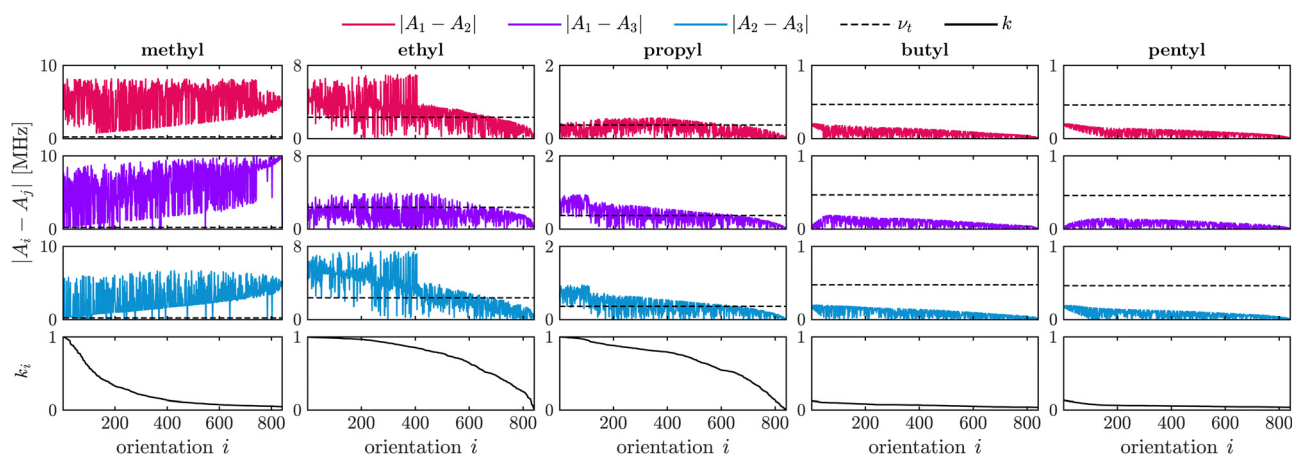 |A₁ − A₂| |A₁ − A₃| |A₂ − A₃| νₜ k
methyl ethyl propyl butyl pentyl
|Aᵢ − Aⱼ| [MHz]
10 8 2 1 1
0 0 0 0 0
10 8 2 1 1
0 0 0 0 0
10 8 2 1 1
0 0 0 0 0
kᵢ
1 1 1 1 1
0 0 0 0 0
200 400 600 800 200 400 600 800 200 400 600 800 200 400 600 800 200 400 600 800
orientation i orientation i orientation i orientation i orientation i